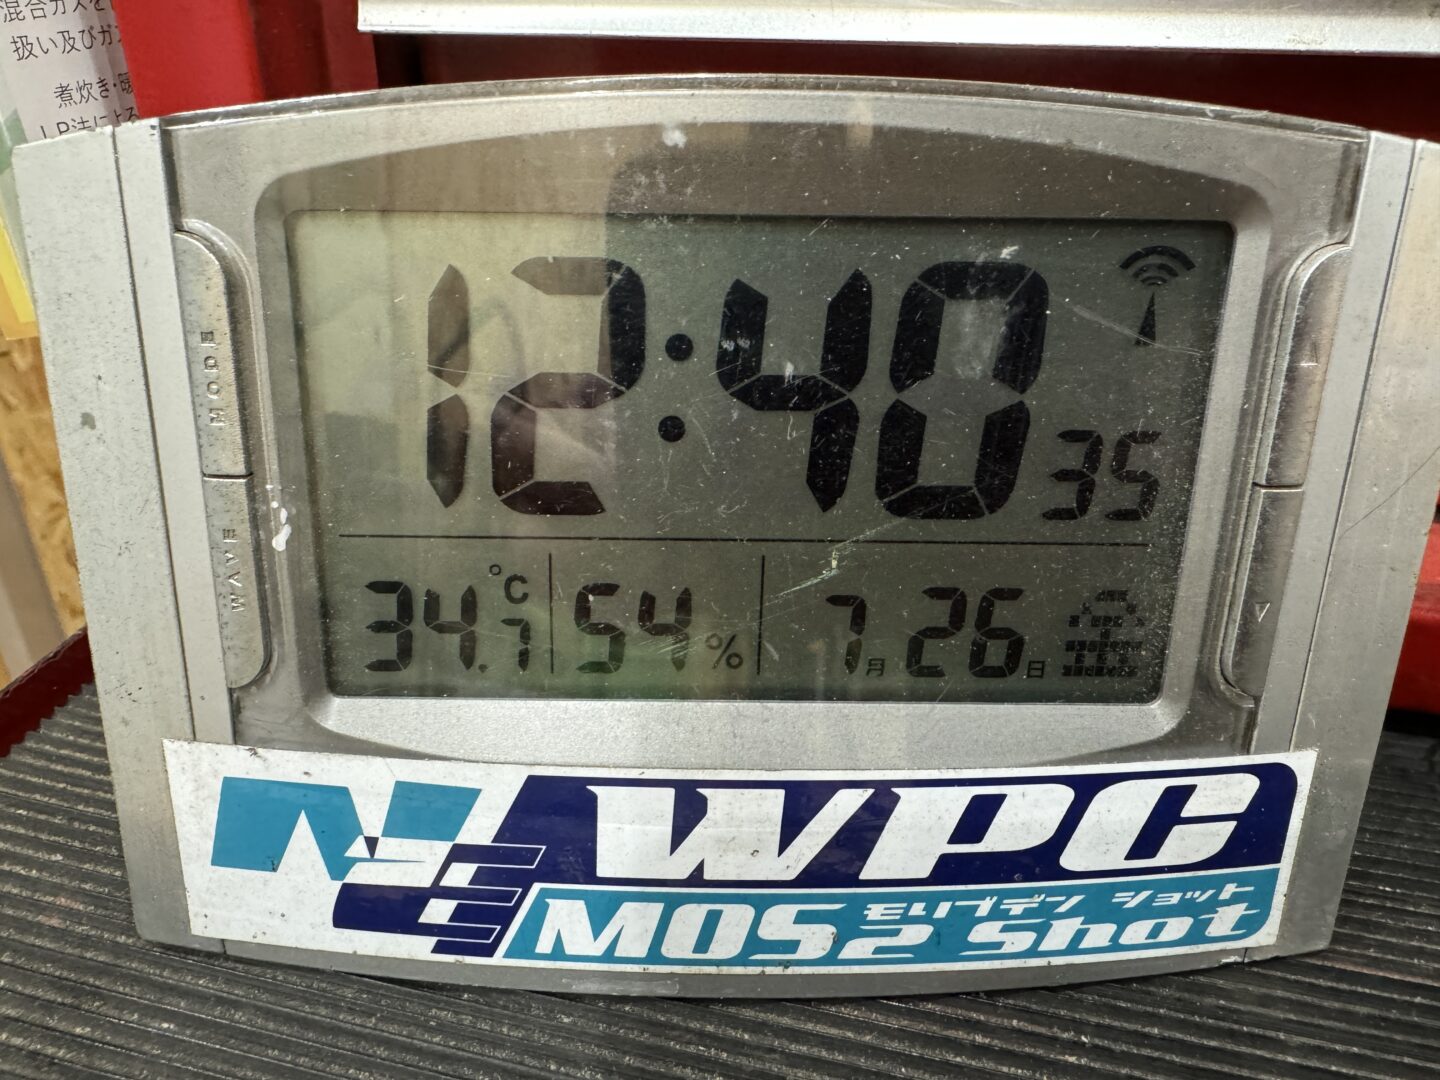 混合ガスを
扱い及びガ
煮炊き・暖
LP法による
12:40 35
34.7 °C 54 % 7月 26日 金
MODE
WAVE
NE WPC
モリブデン ショット
MOS2 Shot